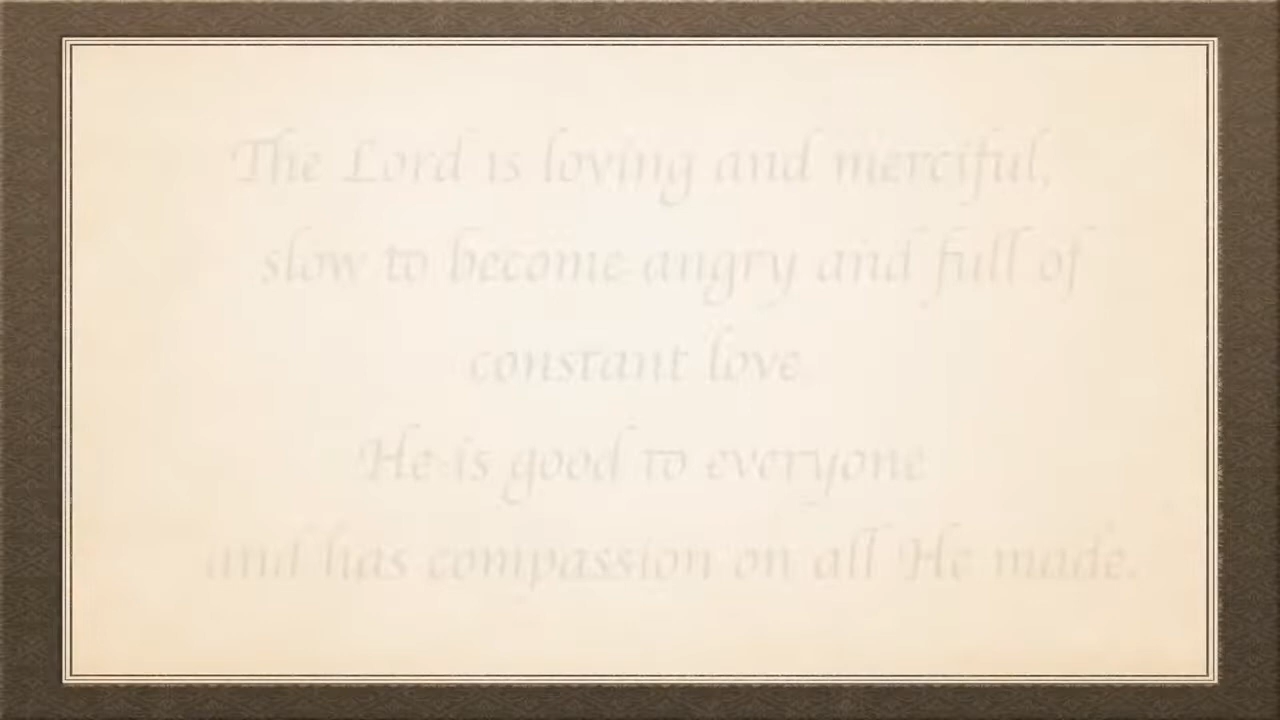 The Lord is loving and merciful,
slow to become angry and full of
constant love.
He is good to everyone
and has compassion on all He made.